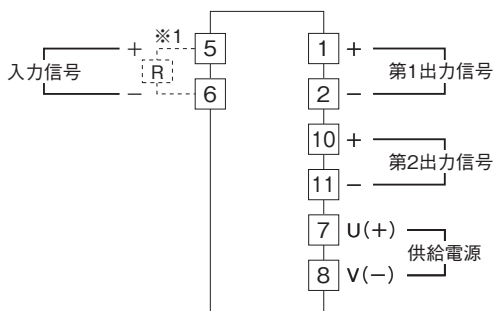 ※1
入力信号
+
−
R
5
6
1 +
2 −
第1出力信号
10 +
11 −
第2出力信号
7 U(+)
8 V(−)
供給電源